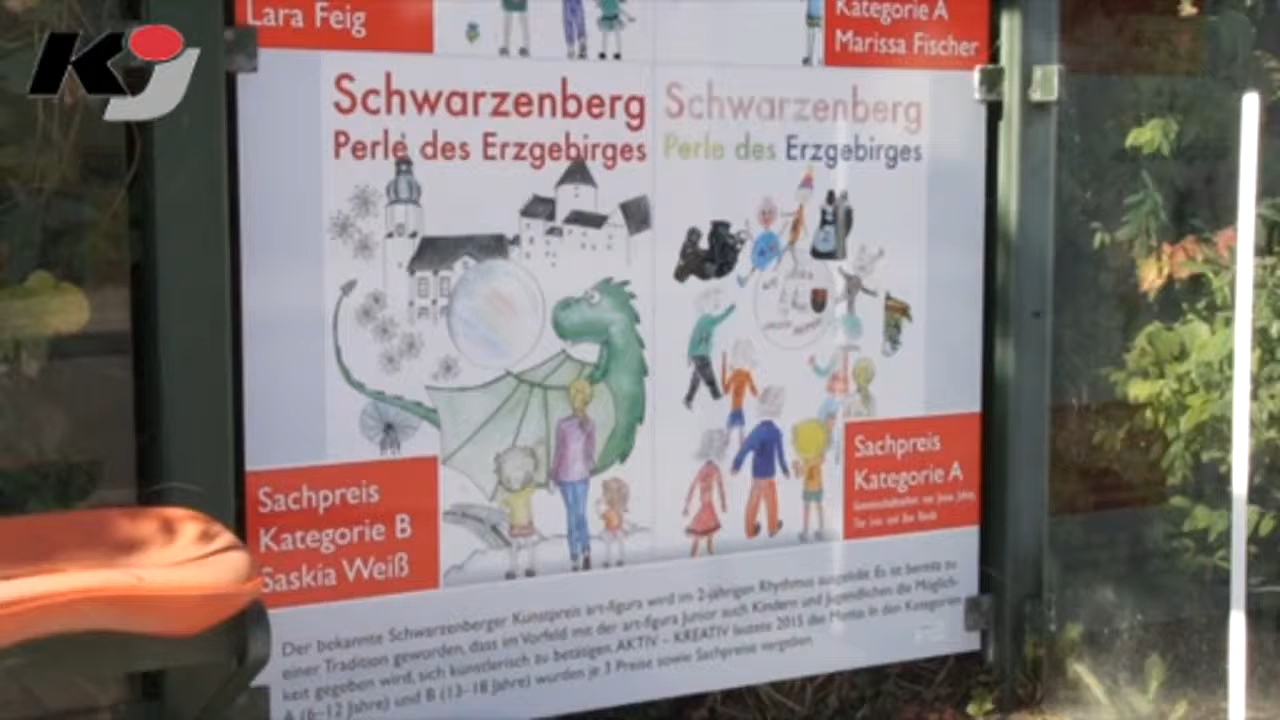 KJ
Lara Feig
Kategorie A
Marissa Fischer
Schwarzenberg
Perle des Erzgebirges
Schwarzenberg
Perle des Erzgebirges
Sachpreis
Kategorie B
Saskia Weiß
Sachpreis
Kategorie A
Der bekannte Schwarzenberger Kunstpreis art-figura wird im 2-jährigen Rhythmus ausgelobt. Es ist bereits zu
einer Tradition geworden, dass im Vorfeld mit der art-figura Junior auch Kindern und Jugendlichen die Möglich-
keit gegeben wird, sich künstlerisch zu betätigen. AKTIV – KREATIV lautete 2015 das Motto. In den Kategorien
A (6–12 Jahre) und B (13–18 Jahre) wurden je 3 Preise sowie Sachpreise vergeben.